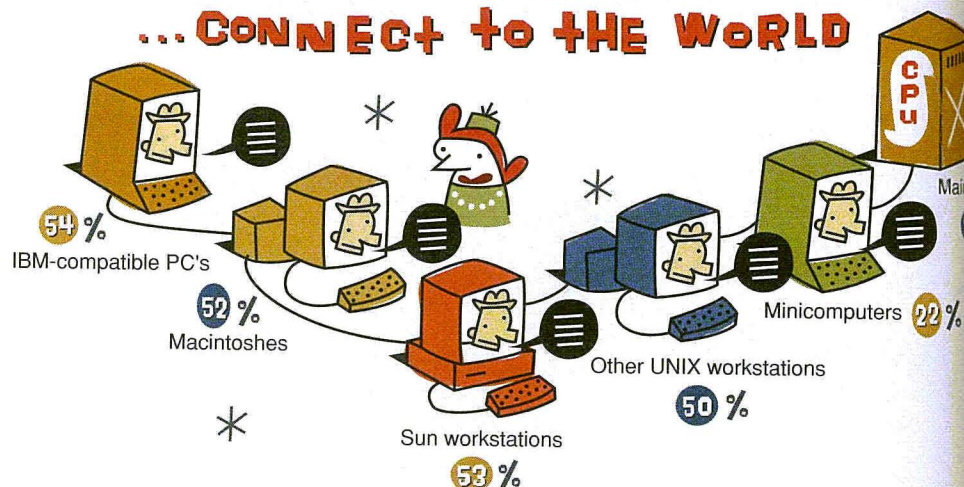 ...CONNECT to tHE WoRLD
CPU
54 %
IBM-compatible PC's
52 %
Macintoshes
Sun workstations
53 %
Other UNIX workstations
50 %
Minicomputers 22 %